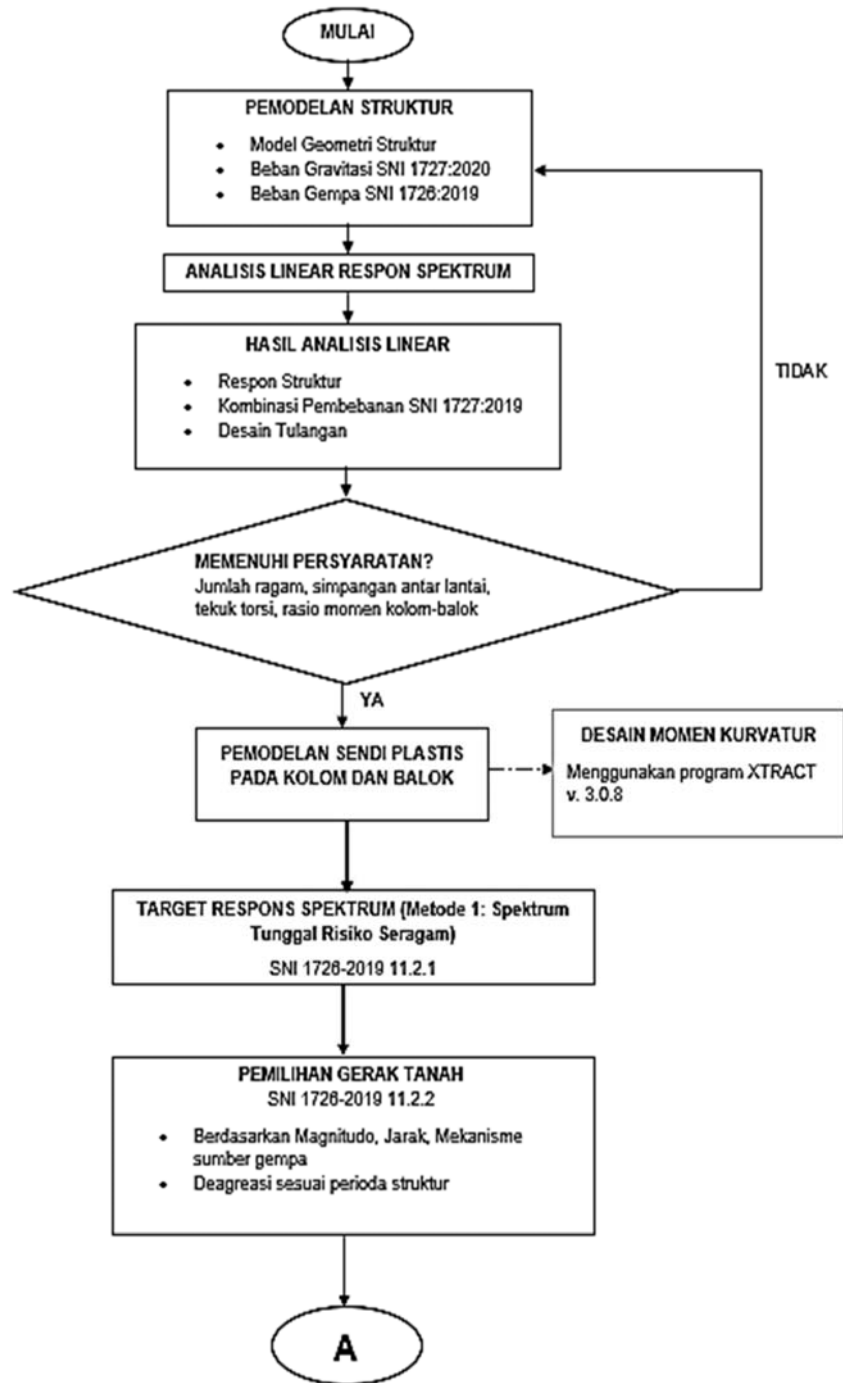 MULAI
PEMODELAN STRUKTUR
• Model Geometri Struktur
• Beban Gravitasi SNI 1727:2020
• Beban Gempa SNI 1726:2019
ANALISIS LINEAR RESPON SPEKTRUM
HASIL ANALISIS LINEAR
• Respon Struktur
• Kombinasi Pembebanan SNI 1727:2019
• Desain Tulangan
TIDAK
MEMENUHI PERSYARATAN?
Jumlah ragam, simpangan antar lantai,
tekuk torsi, rasio momen kolom-balok
YA
PEMODELAN SENDI PLASTIS
PADA KOLOM DAN BALOK
DESAIN MOMEN KURVATUR
Menggunakan program XTRACT
v. 3.0.8
TARGET RESPONS SPEKTRUM (Metode 1: Spektrum
Tunggal Risiko Seragam)
SNI 1726-2019 11.2.1
PEMILIHAN GERAK TANAH
SNI 1726-2019 11.2.2
• Berdasarkan Magnitudo, Jarak, Mekanisme
sumber gempa
• Deagreasi sesuai perioda struktur
A